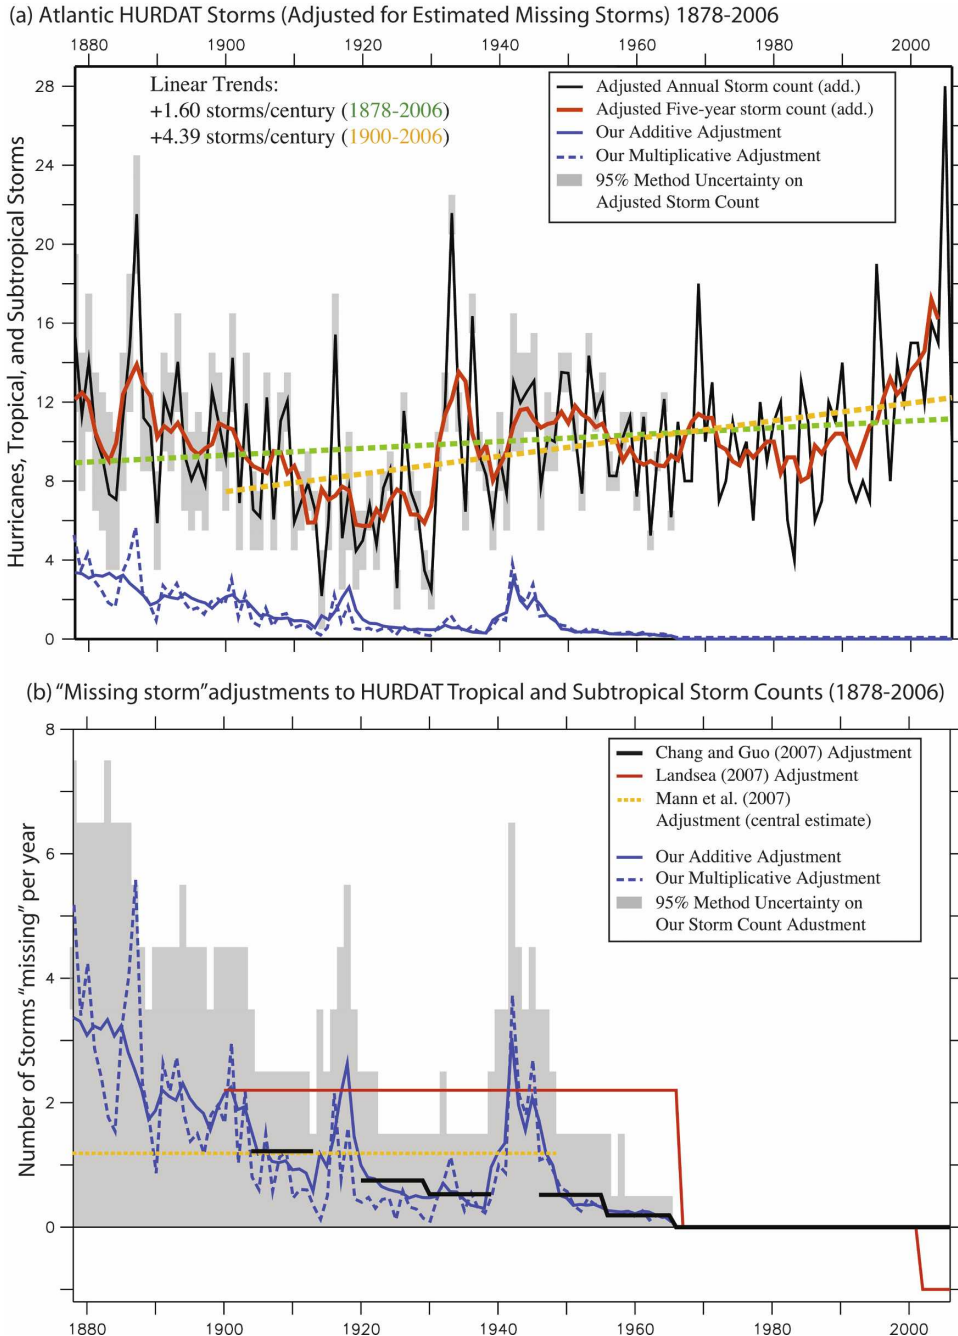 (a) Atlantic HURDAT Storms (Adjusted for Estimated Missing Storms) 1878-2006
1880 1900 1920 1940 1960 1980 2000
Linear Trends:
+1.60 storms/century (1878-2006)
+4.39 storms/century (1900-2006)
Adjusted Annual Storm count (add.)
Adjusted Five-year storm count (add.)
Our Additive Adjustment
Our Multiplicative Adjustment
95% Method Uncertainty on
Adjusted Storm Count
Hurricanes, Tropical, and Subtropical Storms
28
24
20
16
12
8
4
0
(b) "Missing storm"adjustments to HURDAT Tropical and Subtropical Storm Counts (1878-2006)
Chang and Guo (2007) Adjustment
Landsea (2007) Adjustment
Mann et al. (2007)
Adjustment (central estimate)
Our Additive Adjustment
Our Multiplicative Adjustment
95% Method Uncertainty on
Our Storm Count Adustment
Number of Storms "missing" per year
8
6
4
2
0
1880 1900 1920 1940 1960 1980 2000